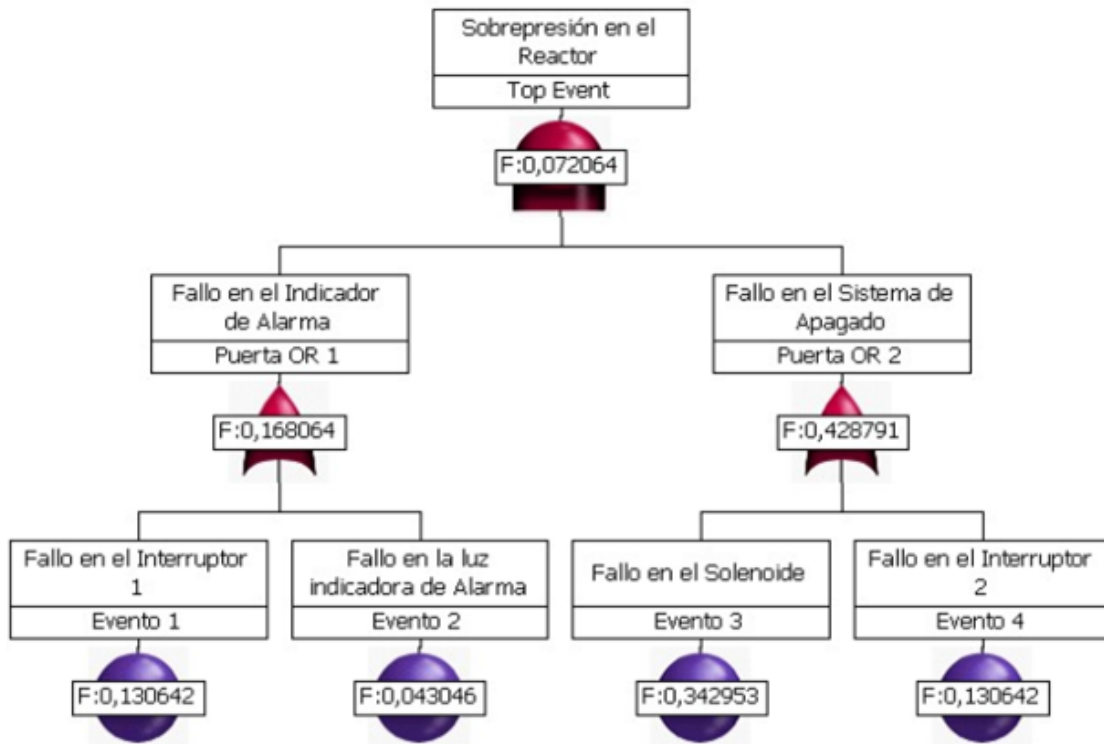 Sobrepresión en el
Reactor
Top Event
F:0,072064
Fallo en el Indicador
de Alarma
Puerta OR 1
F:0,168064
Fallo en el Sistema de
Apagado
Puerta OR 2
F:0,428791
Fallo en el Interruptor
1
Evento 1
F:0,130642
Fallo en la luz
indicadora de Alarma
Evento 2
F:0,043046
Fallo en el Solenoide
Evento 3
F:0,342953
Fallo en el Interruptor
2
Evento 4
F:0,130642